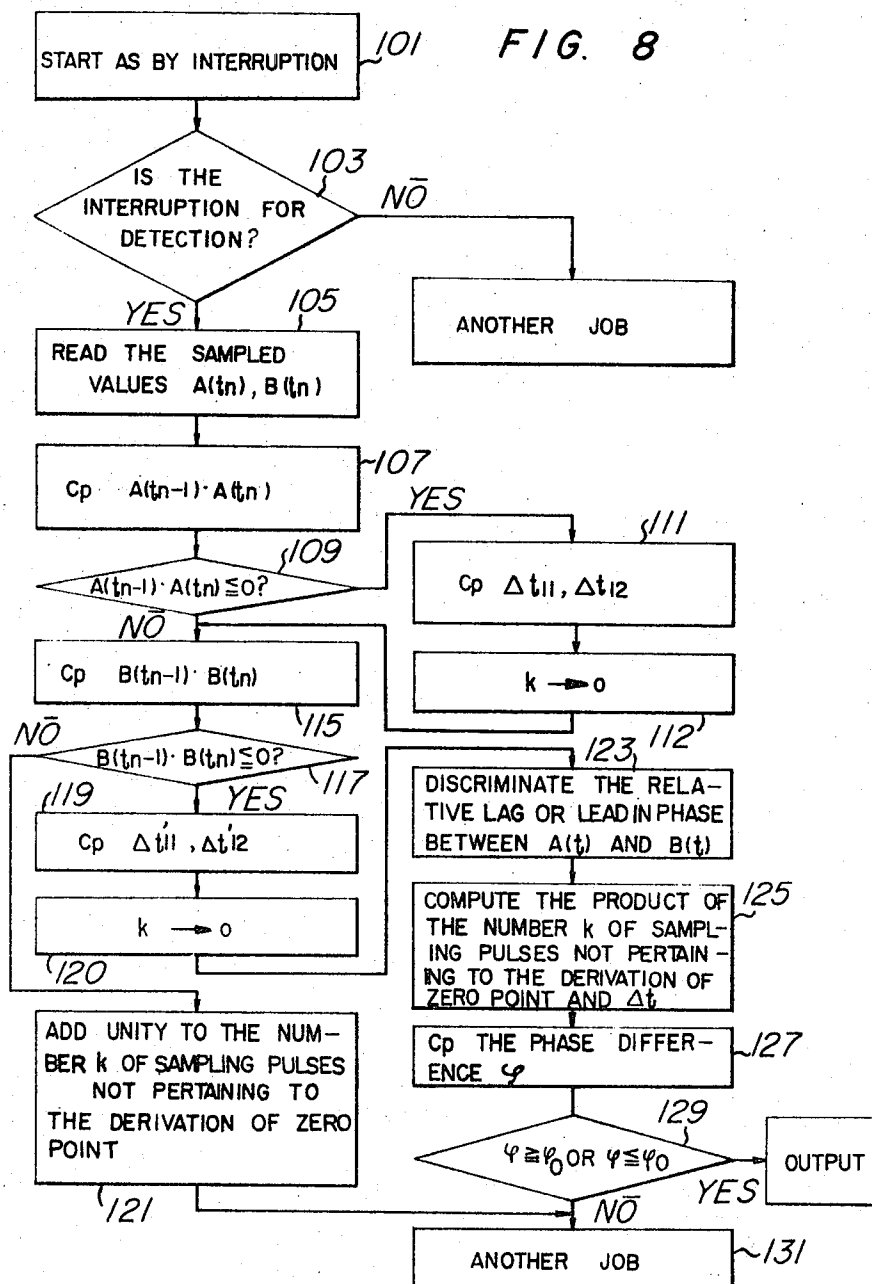 FIG. 8
START AS BY INTERRUPTION
101
IS THE
INTERRUPTION FOR
DETECTION?
103
NŌ
YES
ANOTHER JOB
105
READ THE SAMPLED
VALUES A(tn), B(tn)
107
Cp A(tn-1)·A(tn)
YES
109
A(tn-1)·A(tn)≦0?
NŌ
111
Cp Δt11, Δt12
k → 0
112
Cp B(tn-1)·B(tn)
115
NŌ
B(tn-1)·B(tn)≦0?
117
YES
119
Cp Δt'11, Δt'12
k → 0
120
ADD UNITY TO THE NUM-
BER k OF SAMPLING PULSES
NOT PERTAINING TO
THE DERIVATION OF ZERO
POINT
121
123
DISCRIMINATE THE RELA-
TIVE LAG OR LEAD IN PHASE
BETWEEN A(t) AND B(t)
COMPUTE THE PRODUCT OF
THE NUMBER k OF SAMPL-
ING PULSES NOT PERTAIN-
ING TO THE DERIVATION OF
ZERO POINT AND Δt
125
Cp THE PHASE DIFFER-
ENCE φ
127
129
φ≧φ0 OR φ≦φ0
YES
OUTPUT
NŌ
ANOTHER JOB
131